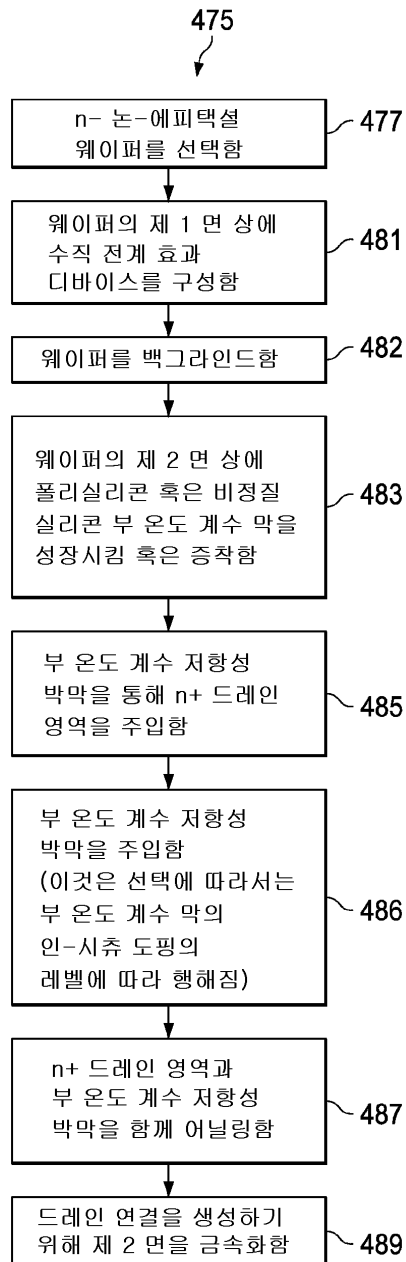 475
n- 논-에피택셜
웨이퍼를 선택함
477
웨이퍼의 제 1 면 상에
수직 전계 효과
디바이스를 구성함
481
웨이퍼를 백그라인드함
482
웨이퍼의 제 2 면 상에
폴리실리콘 혹은 비정질
실리콘 부 온도 계수 막을
성장시킴 혹은 증착함
483
부 온도 계수 저항성
박막을 통해 n+ 드레인
영역을 주입함
485
부 온도 계수 저항성
박막을 주입함
(이것은 선택에 따라서는
부 온도 계수 막의
인-시츄 도핑의
레벨에 따라 행해짐)
486
n+ 드레인 영역과
부 온도 계수 저항성
박막을 함께 어닐링함
487
드레인 연결을 생성하기
위해 제 2 면을 금속화함
489